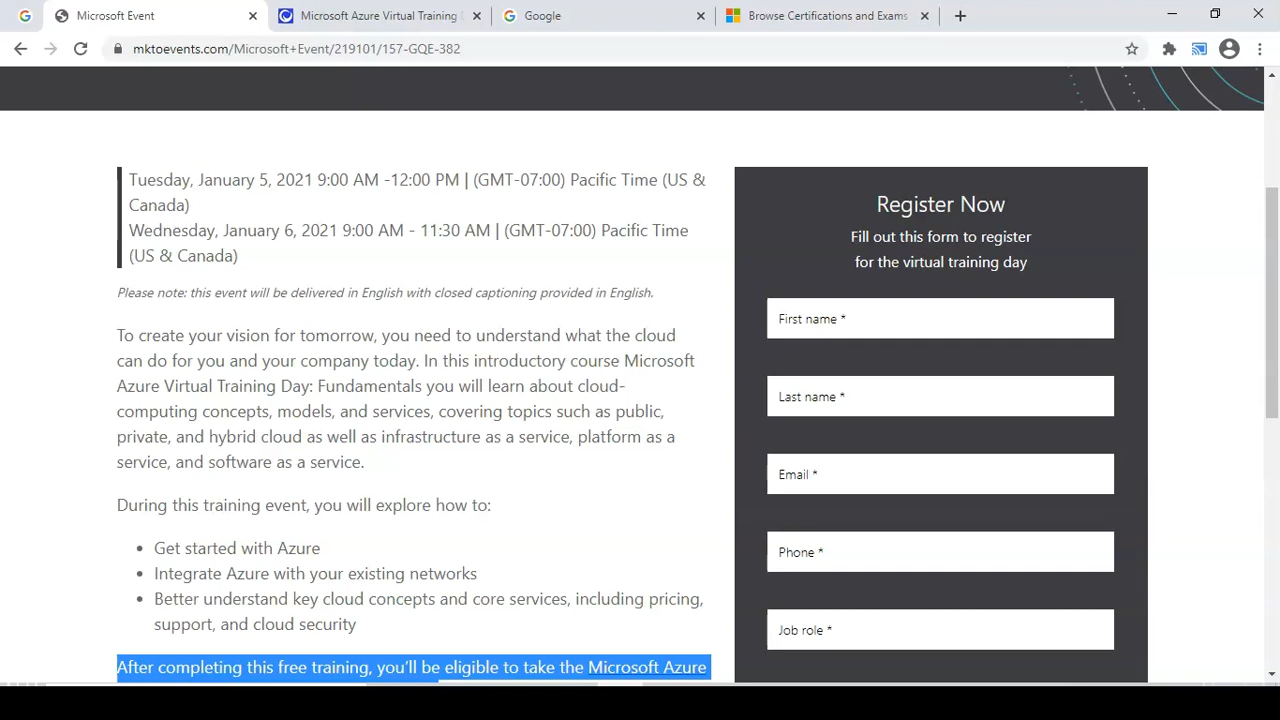 Microsoft Event
Microsoft Azure Virtual Training
Google
Browse Certifications and Exams
mktoevents.com/Microsoft+Event/219101/157-GQE-382
Tuesday, January 5, 2021 9:00 AM -12:00 PM | (GMT-07:00) Pacific Time (US &
Canada)
Wednesday, January 6, 2021 9:00 AM - 11:30 AM | (GMT-07:00) Pacific Time
(US & Canada)
Please note: this event will be delivered in English with closed captioning provided in English.
To create your vision for tomorrow, you need to understand what the cloud
can do for you and your company today. In this introductory course Microsoft
Azure Virtual Training Day: Fundamentals you will learn about cloud-
computing concepts, models, and services, covering topics such as public,
private, and hybrid cloud as well as infrastructure as a service, platform as a
service, and software as a service.
During this training event, you will explore how to:
• Get started with Azure
• Integrate Azure with your existing networks
• Better understand key cloud concepts and core services, including pricing,
support, and cloud security
After completing this free training, you'll be eligible to take the Microsoft Azure
Register Now
Fill out this form to register
for the virtual training day
First name *
Last name *
Email *
Phone *
Job role *